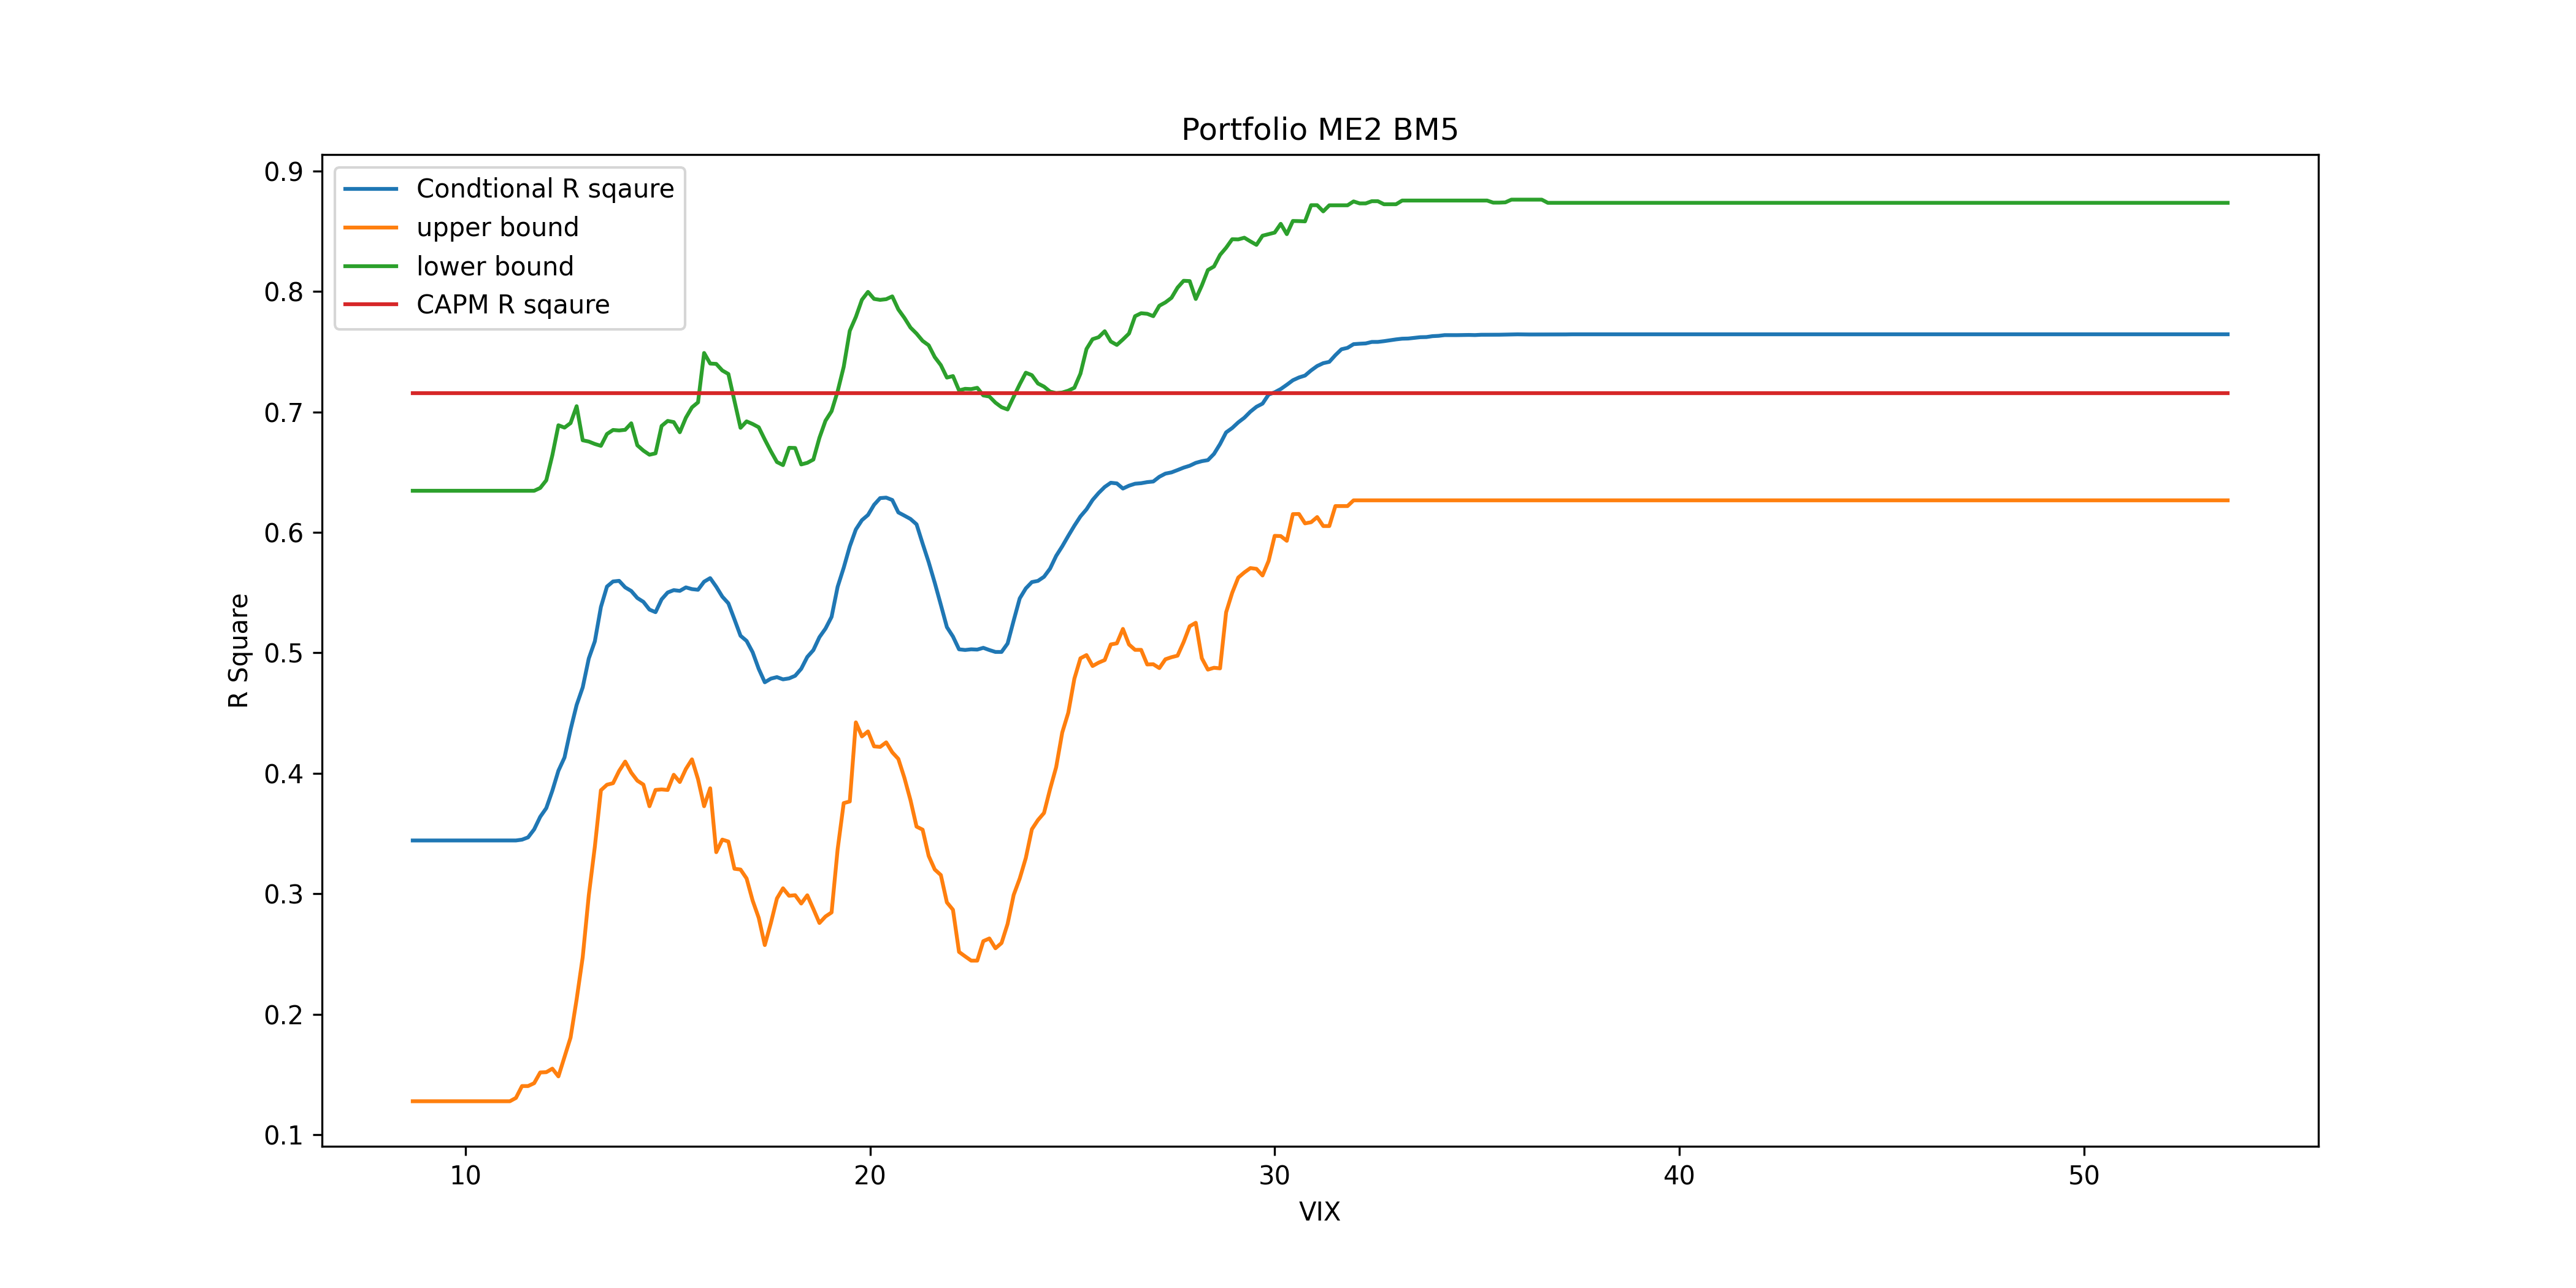 Portfolio ME2 BM5
Condtional R sqaure
upper bound
lower bound
CAPM R sqaure
R Square
0.9
0.8
0.7
0.6
0.5
0.4
0.3
0.2
0.1
10 20 30 40 50
VIX